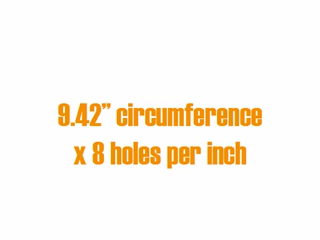 9.42” circumference
x 8 holes per inch